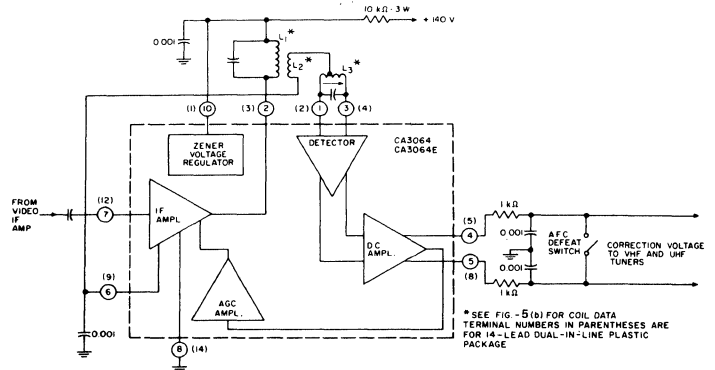 10 kΩ · 3 W
+ 140 V
0.001
L1*
L2*
L3*
(1) 10
(3) 2
(2) 1
3 (4)
ZENER
VOLTAGE
REGULATOR
DETECTOR
CA3064
CA3064E
FROM
VIDEO
IF
AMP
(12)
7
IF
AMPL.
(9)
6
0.001
AGC
AMPL.
8 (14)
DC
AMPL.
(5)
4
5
(8)
1 kΩ
0.001
0.001
1 kΩ
AFC
DEFEAT
SWITCH
CORRECTION VOLTAGE
TO VHF AND UHF
TUNERS
* SEE FIG.-5(b) FOR COIL DATA
TERMINAL NUMBERS IN PARENTHESES ARE
FOR 14-LEAD DUAL-IN-LINE PLASTIC
PACKAGE